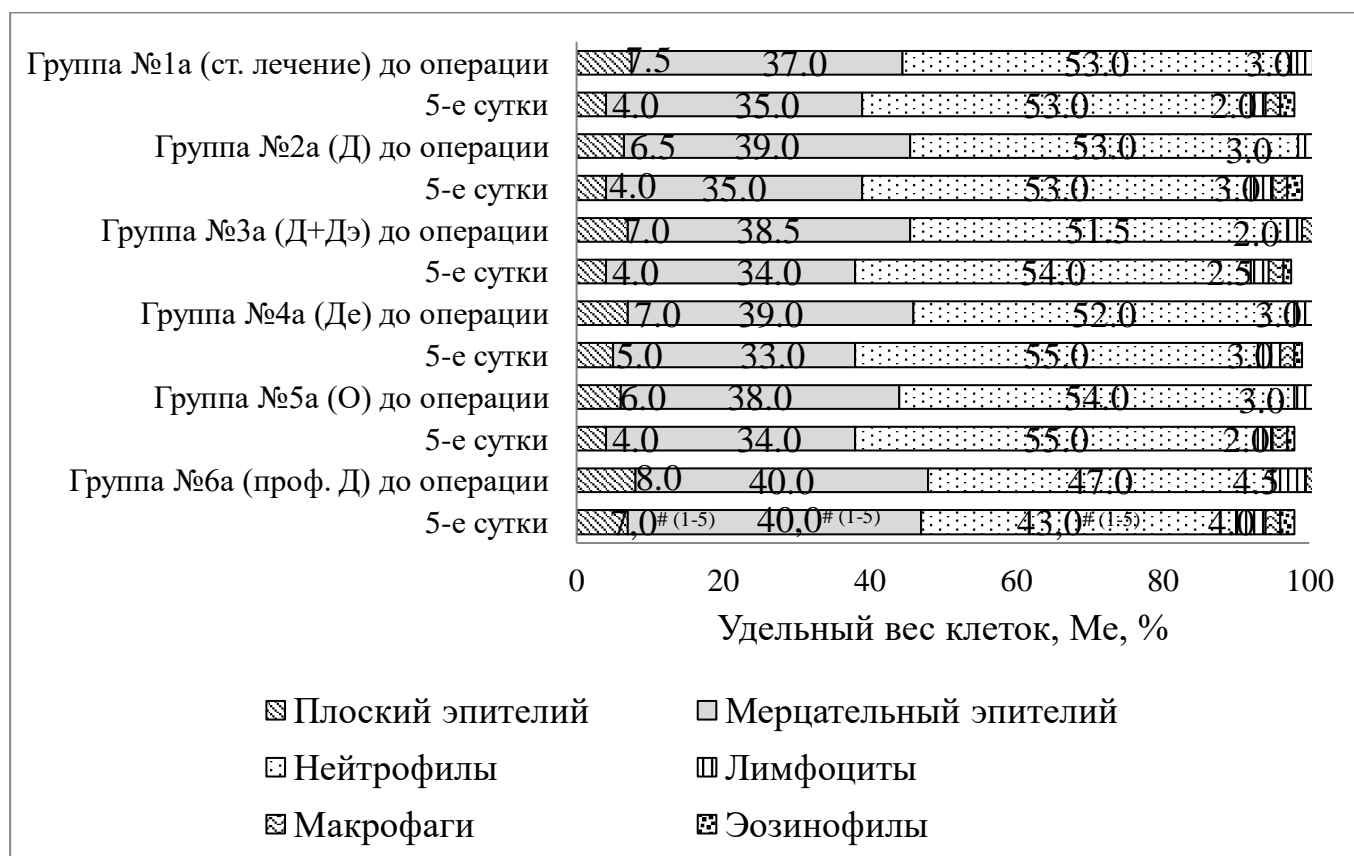 Группа №1а (ст. лечение) до операции 7.5 37.0 53.0 3.0
5-е сутки 4.0 35.0 53.0 2.0
Группа №2а (Д) до операции 6.5 39.0 53.0 3.0
5-е сутки 4.0 35.0 53.0 3.0
Группа №3а (Д+Дэ) до операции 7.0 38.5 51.5 2.0
5-е сутки 4.0 34.0 54.0 2.5
Группа №4а (Де) до операции 7.0 39.0 52.0 3.0
5-е сутки 5.0 33.0 55.0 3.0
Группа №5а (О) до операции 6.0 38.0 54.0 3.0
5-е сутки 4.0 34.0 55.0 2.0
Группа №6а (проф. Д) до операции 8.0 40.0 47.0 4.5
5-е сутки 7,0# (1-5) 40,0# (1-5) 43,0# (1-5) 4.0
0 20 40 60 80 100
Удельный вес клеток, Me, %
Плоский эпителий Мерцательный эпителий
Нейтрофилы Лимфоциты
Макрофаги Эозинофилы